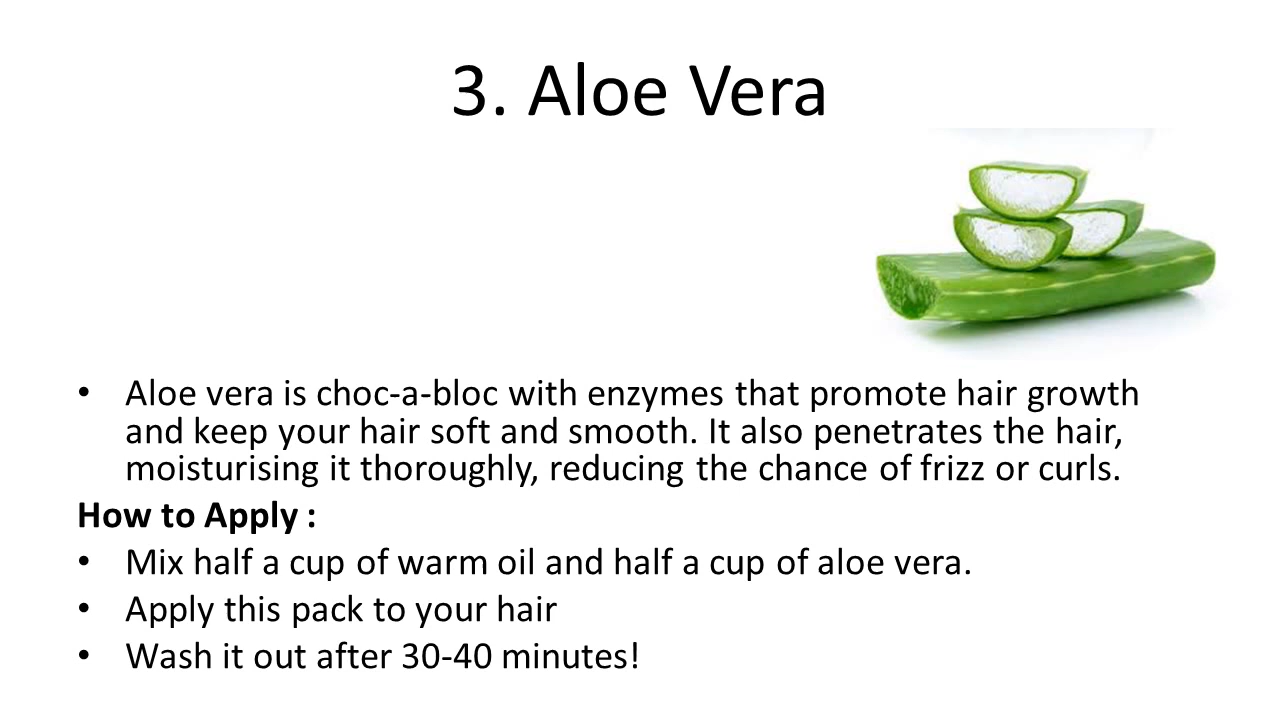 3. Aloe Vera
• Aloe vera is choc-a-bloc with enzymes that promote hair growth
and keep your hair soft and smooth. It also penetrates the hair,
moisturising it thoroughly, reducing the chance of frizz or curls.
How to Apply :
• Mix half a cup of warm oil and half a cup of aloe vera.
• Apply this pack to your hair
• Wash it out after 30-40 minutes!